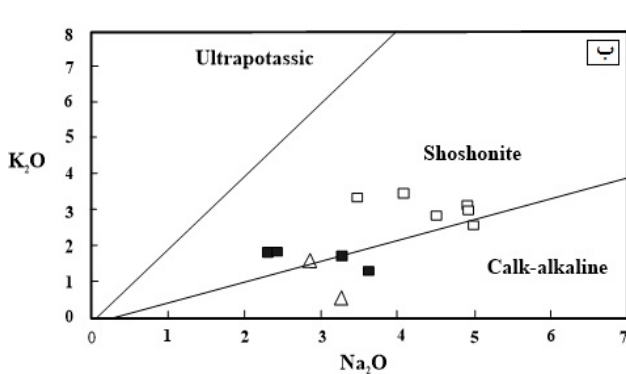 8
ب
Ultrapotassic
7
6
5
K₂O
Shoshonite
4
3
2
Calk-alkaline
1
0
0 1 2 3 4 5 6 7
Na₂O